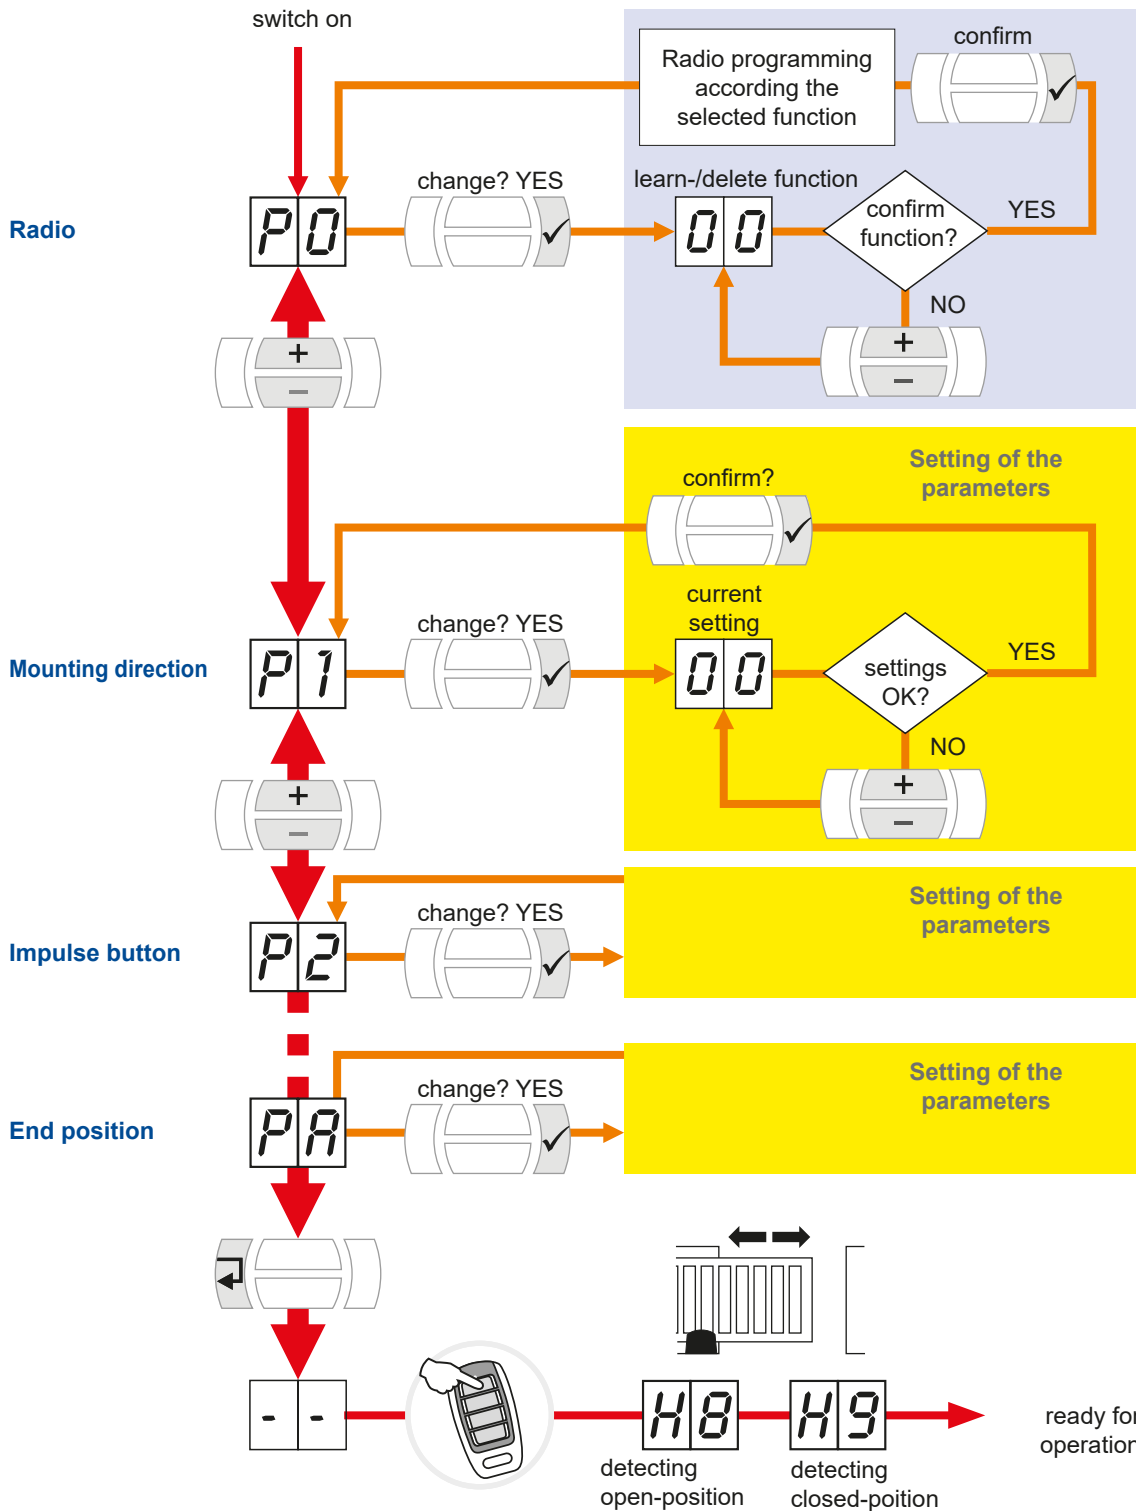 switch on
confirm
Radio programming
according the
selected function
change? YES
learn-/delete function
Radio
P0
✓
00
confirm
function?
YES
NO
+
−
+
−
Setting of the
parameters
confirm?
✓
current
setting
change? YES
Mounting direction
P1
✓
00
settings
OK?
YES
NO
+
−
+
−
Setting of the
parameters
change? YES
Impulse button
P2
✓
Setting of the
parameters
change? YES
End position
PA
✓
- -
H8
H9
ready for
operation
detecting
open-position
detecting
closed-poition